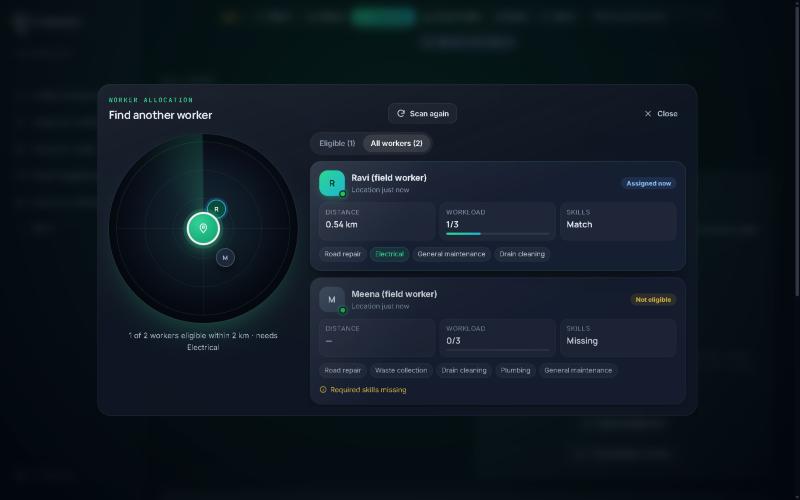 WORKER ALLOCATION
Find another worker
Scan again
Close
Eligible (1)
All workers (2)
R
M
1 of 2 workers eligible within 2 km · needs
Electrical
R
Ravi (field worker)
Location just now
Assigned now
DISTANCE
0.54 km
WORKLOAD
1/3
SKILLS
Match
Road repair
Electrical
General maintenance
Drain cleaning
M
Meena (field worker)
Location just now
Not eligible
DISTANCE
—
WORKLOAD
0/3
SKILLS
Missing
Road repair
Waste collection
Drain cleaning
Plumbing
General maintenance
Required skills missing